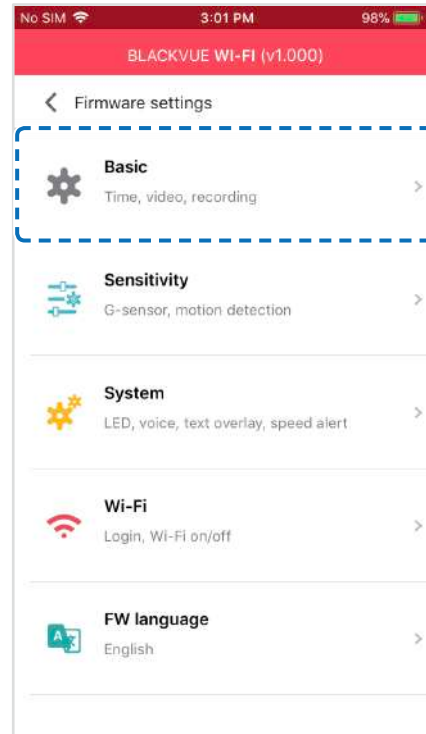 No SIM 3:01 PM 98%
BLACKVUE WI-FI (v1.000)
Firmware settings
Basic
Time, video, recording
Sensitivity
G-sensor, motion detection
System
LED, voice, text overlay, speed alert
Wi-Fi
Login, Wi-Fi on/off
FW language
English